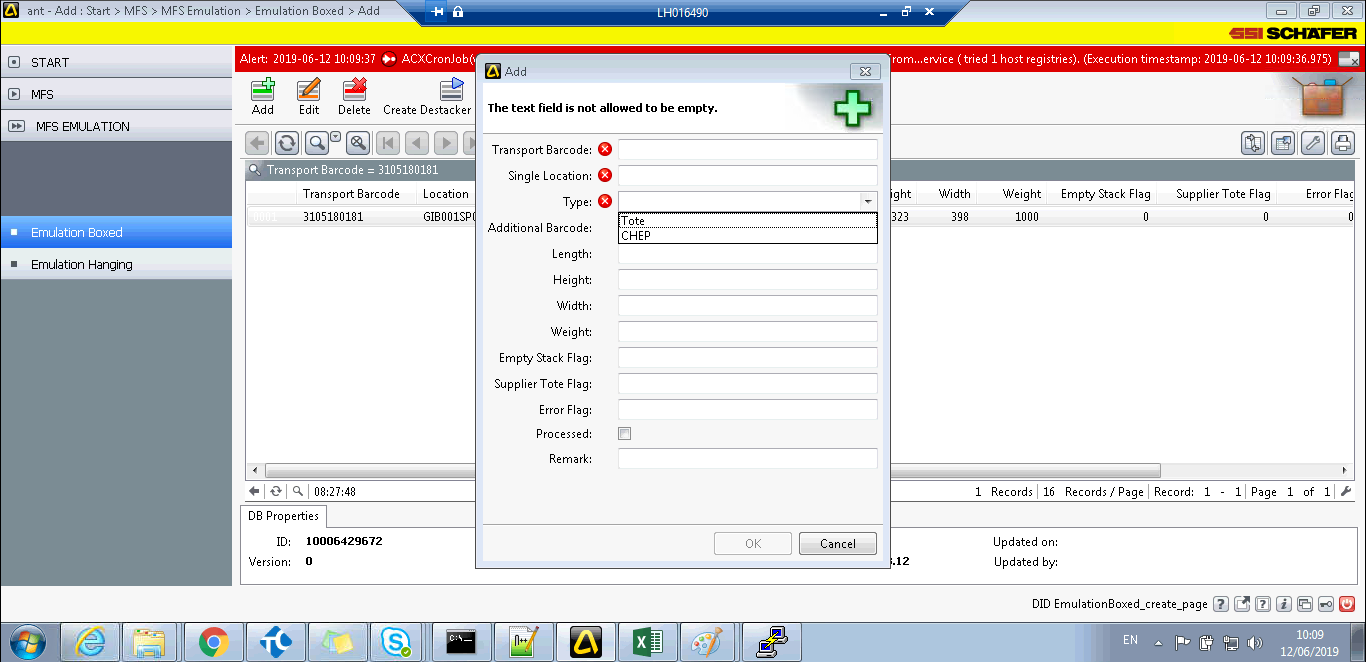 ant - Add : Start > MFS > MFS Emulation > Emulation Boxed > Add
LH016490
SSI SCHÄFER
START
MFS
MFS EMULATION
Emulation Boxed
Emulation Hanging
Alert: 2019-06-12 10:09:37 ACXCronJob(
rom...ervice ( tried 1 host registries). (Execution timestamp: 2019-06-12 10:09:36.975)
Add Edit Delete Create Destacker
Transport Barcode = 3105180181
Transport Barcode Location
ight Width Weight Empty Stack Flag Supplier Tote Flag Error Flag
0001 3105180181 GIB001SP0
323 398 1000 0 0
Add
The text field is not allowed to be empty.
Transport Barcode:
Single Location:
Type:
Tote
CHEP
Additional Barcode:
Length:
Height:
Width:
Weight:
Empty Stack Flag:
Supplier Tote Flag:
Error Flag:
Processed:
Remark:
OK Cancel
08:27:48
1 Records 16 Records / Page Record: 1 - 1 Page 1 of 1
DB Properties
ID: 10006429672
Version: 0
.12
Updated on:
Updated by:
DID EmulationBoxed_create_page
C:\-
EN
10:09
12/06/2019